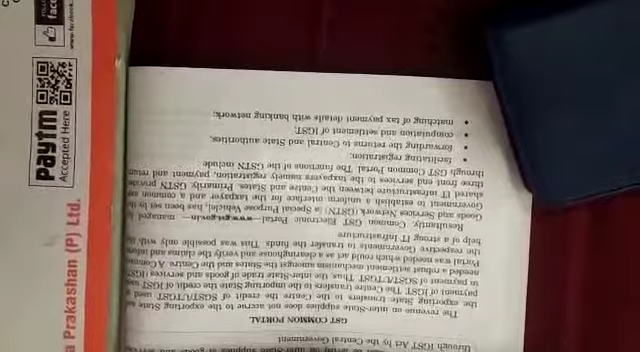 through IGST Act by the Central Government
GST COMMON PORTAL
The revenue on inter-State supplies does not accrue to the exporting State
the exporting State transfers to the Centre the credit of SGST/UTGST used
payment of IGST. The Centre transfers to the importing State the credit of IGST used
in payment of SGST/UTGST. Thus, the inter-State trade of goods and services (IGST)
needed a robust settlement mechanism amongst the States and the Centre. A Common
Portal was needed which could act as a clearinghouse and verify the claims and inform
the respective Governments to transfer the funds. This was possible only with the
help of a strong IT Infrastructure
Resultantly, Common GST Electronic Portal—www.gst.gov.in— managed by
Goods and Services Network (GSTN) (a Special Purpose Vehicle), has been set by the
Government to establish a uniform interface for the taxpayer and a common and
shared IT infrastructure between the Centre and States. Primarily, GSTN provides
three front end services to the taxpayers namely registration, payment and return
through GST Common Portal. The functions of the GSTN include
• facilitating registration;
• forwarding the returns to Central and State authorities;
• computation and settlement of IGST;
• matching of tax payment details with banking network;
Paytm
Accepted Here
a Prakashan (P) Ltd.
face
www.facebook.